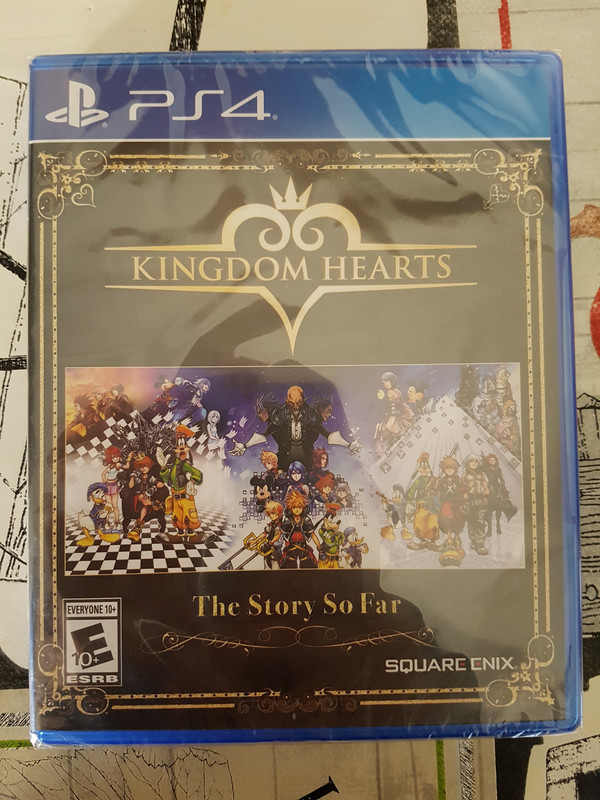 PS4
KINGDOM HEARTS
The Story So Far
EVERYONE 10+
E
10+
ESRB
SQUARE ENIX